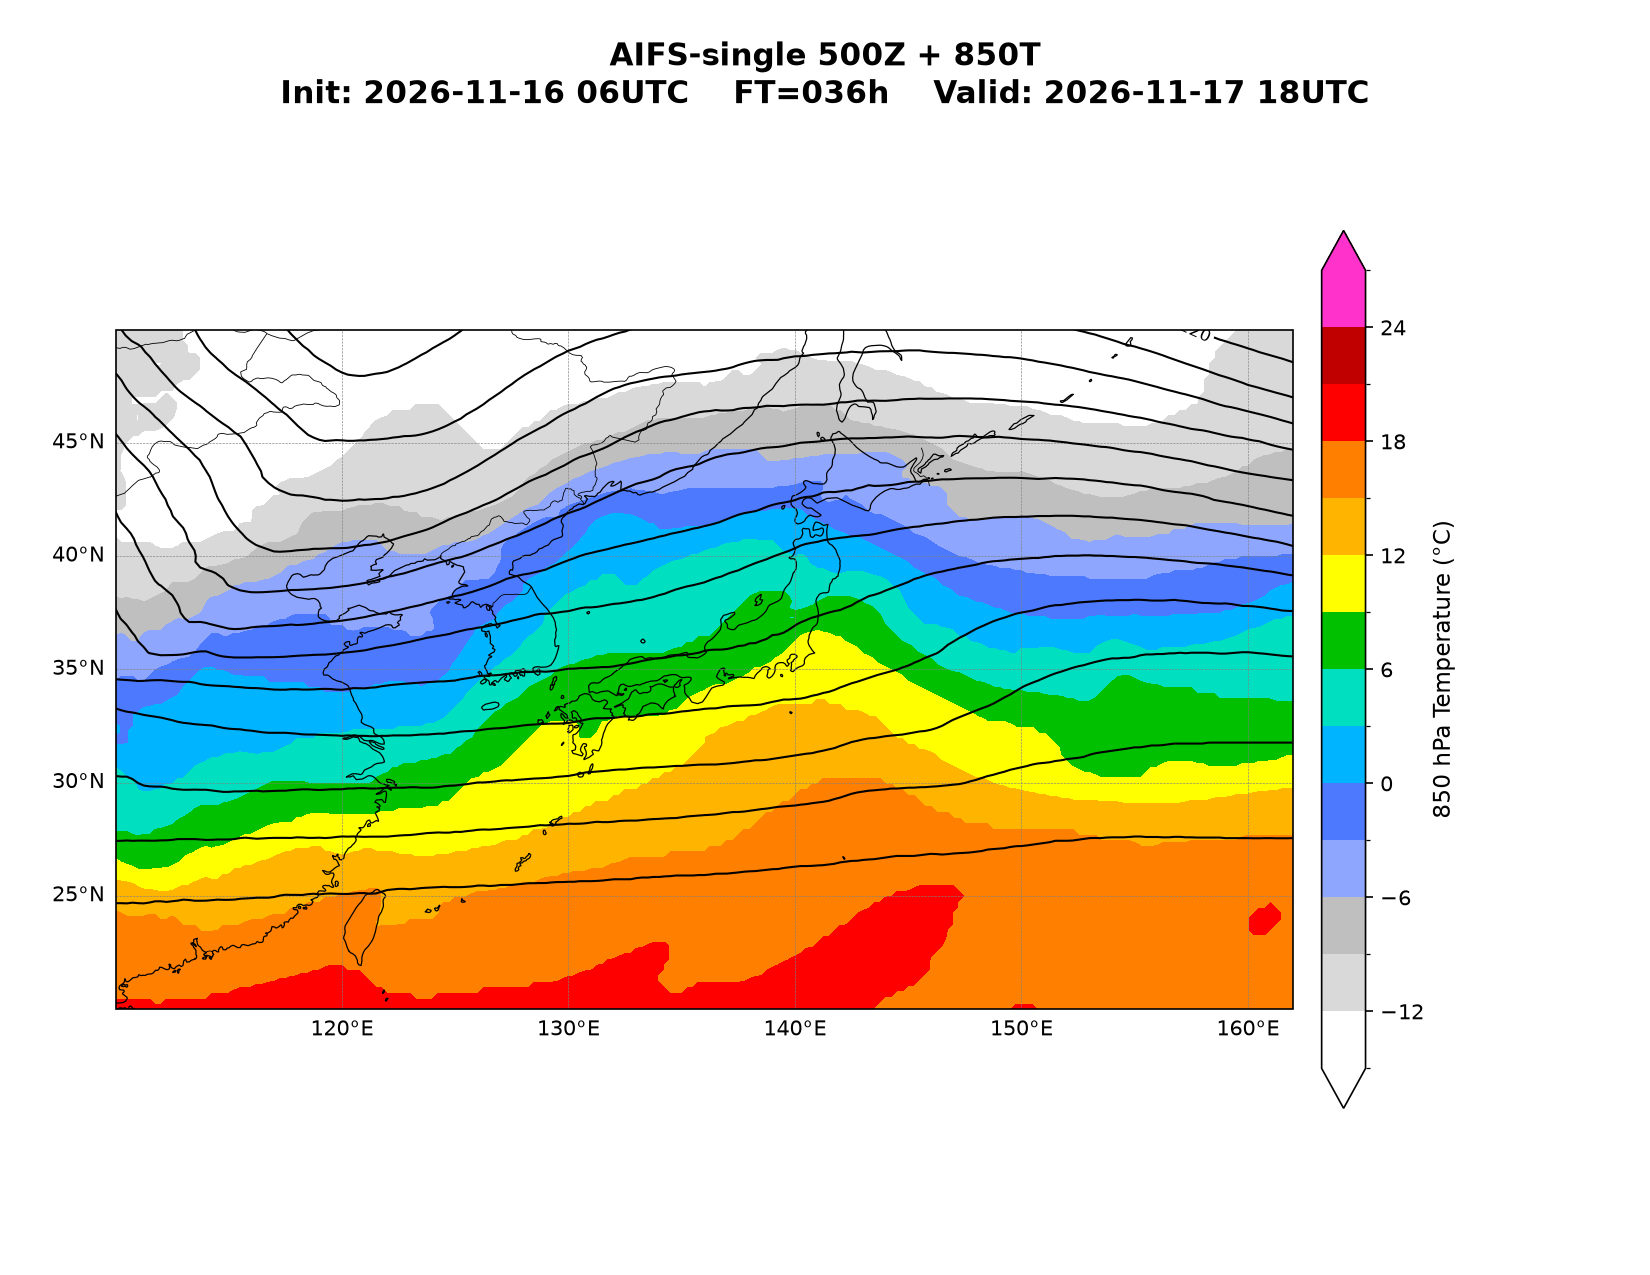 AIFS-single 500Z + 850T
Init: 2026-11-16 06UTC    FT=036h    Valid: 2026-11-17 18UTC
45°N
40°N
35°N
30°N
25°N
120°E
130°E
140°E
150°E
160°E
24
18
12
6
0
−6
−12
850 hPa Temperature (°C)